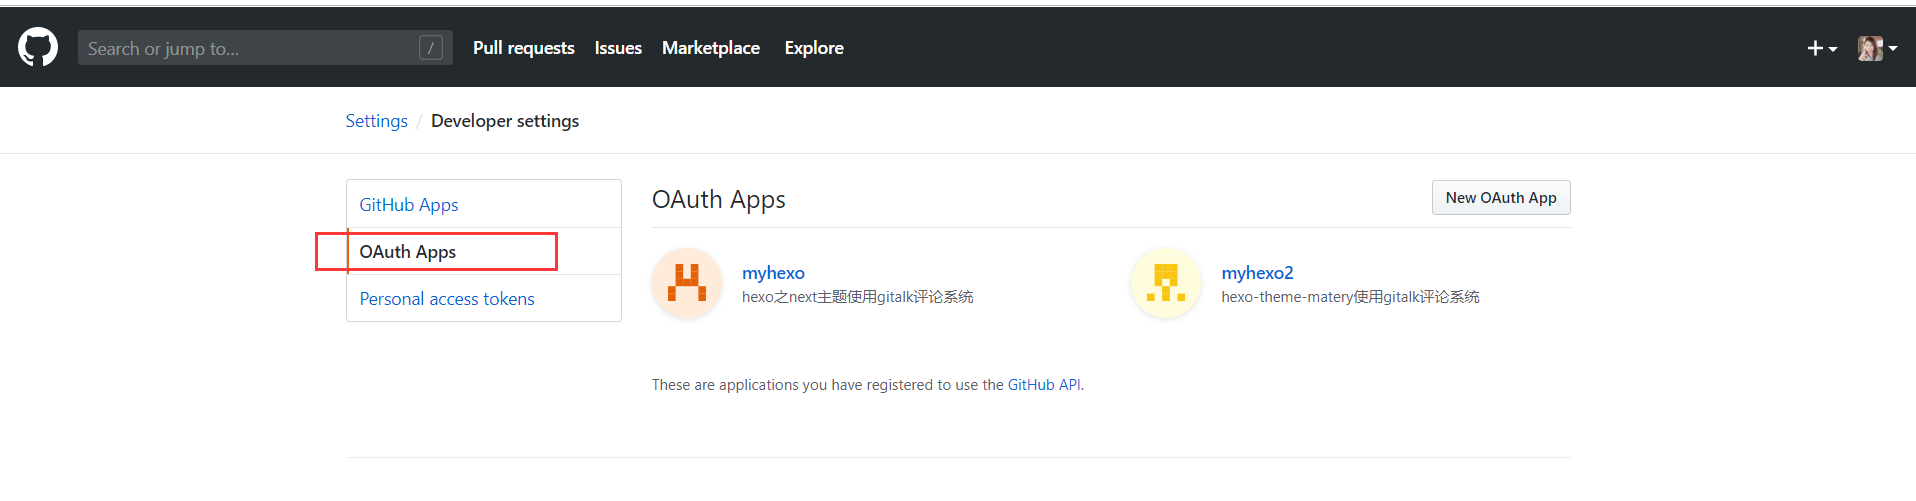 Search or jump to... / Pull requests Issues Marketplace Explore
Settings / Developer settings
GitHub Apps
OAuth Apps
Personal access tokens
OAuth Apps
New OAuth App
myhexo
hexo之next主题使用gitalk评论系统
myhexo2
hexo-theme-matery使用gitalk评论系统
These are applications you have registered to use the GitHub API.